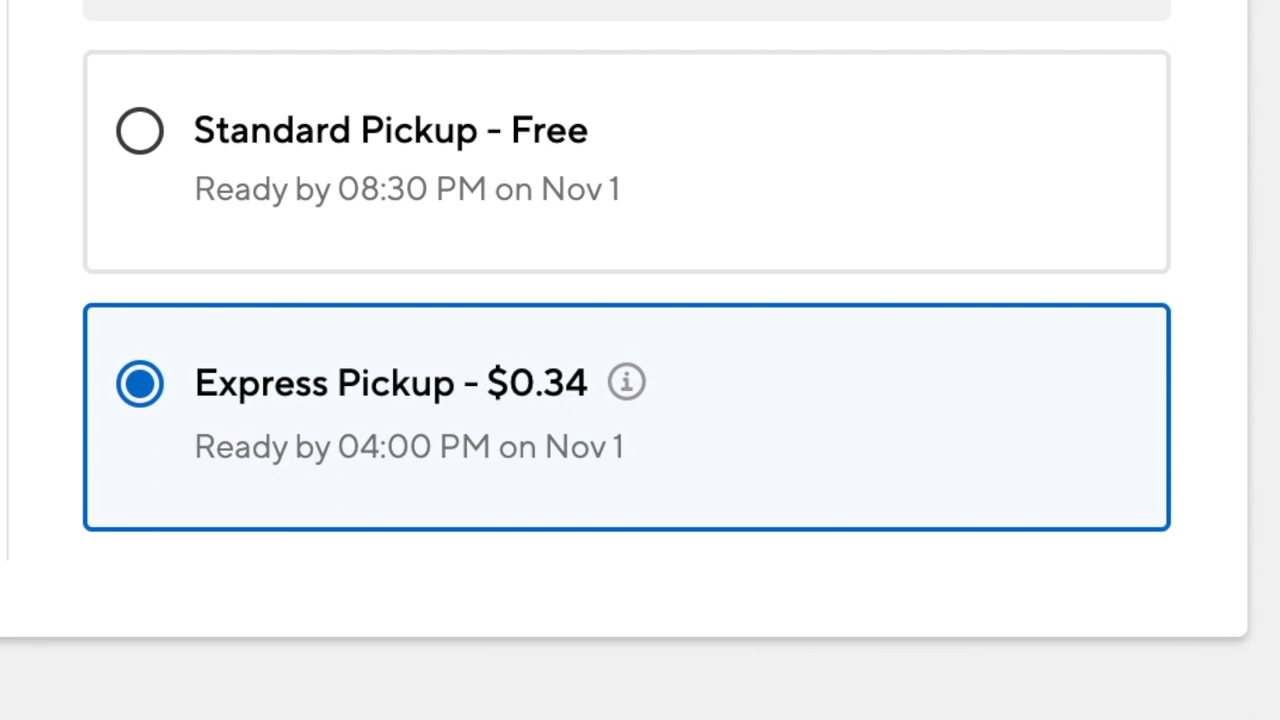 Standard Pickup - Free
Ready by 08:30 PM on Nov 1
Express Pickup - $0.34
Ready by 04:00 PM on Nov 1